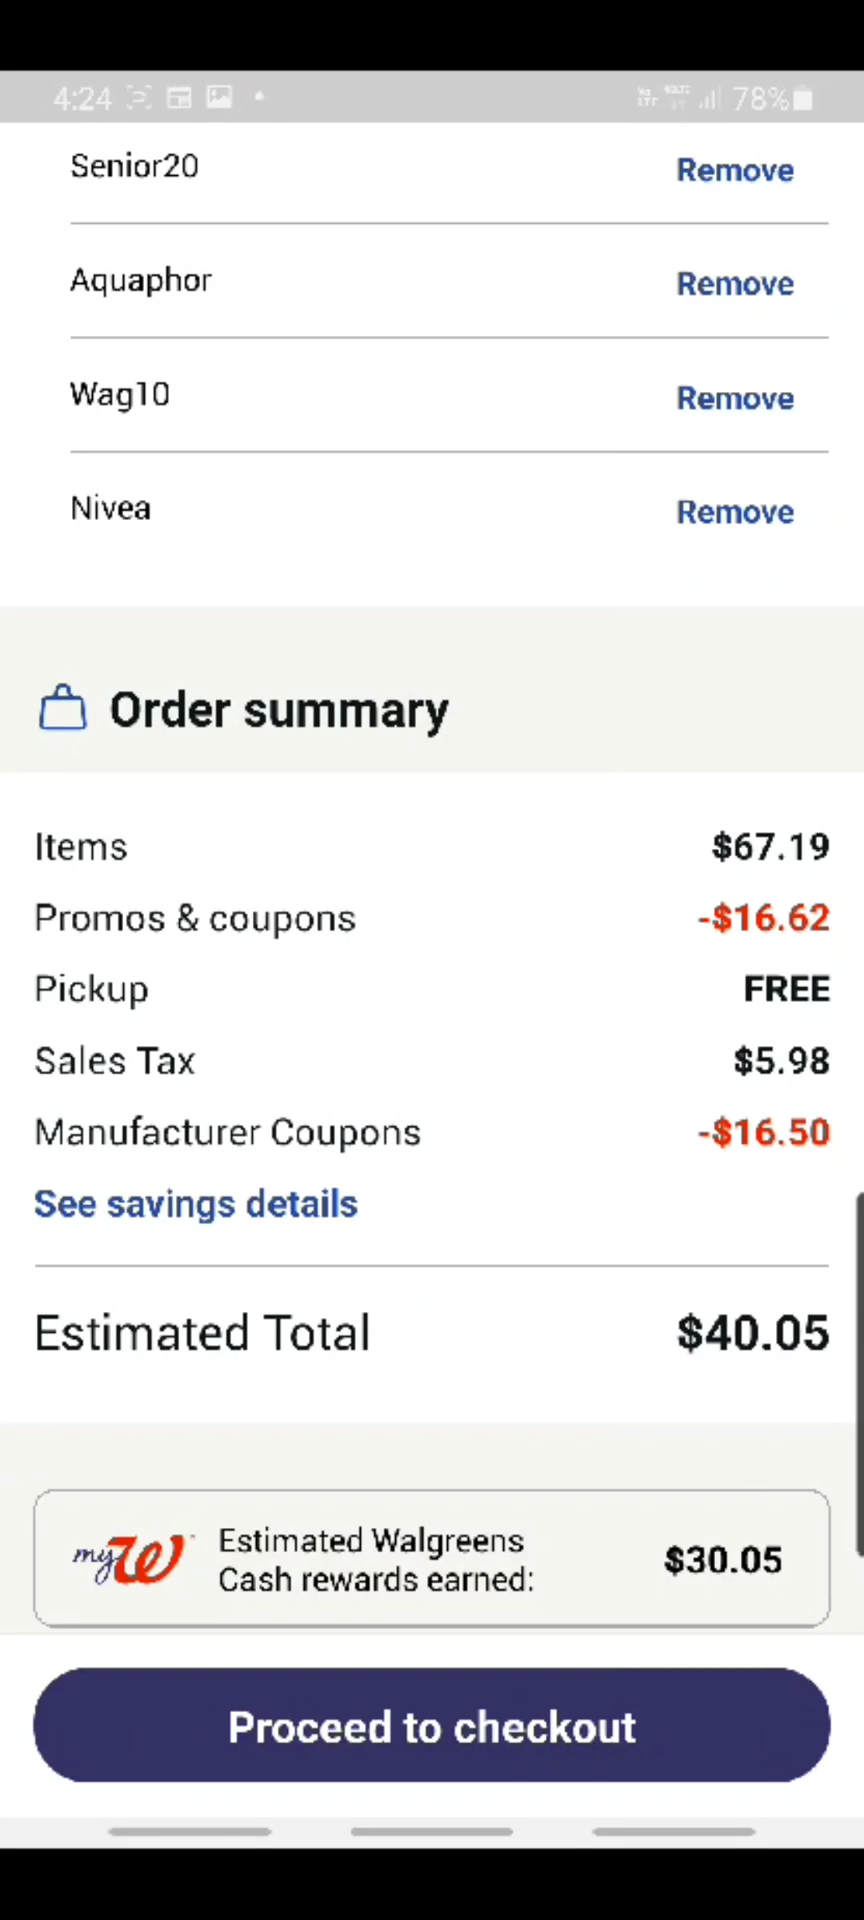 4:24 78%
Senior20 Remove
Aquaphor Remove
Wag10 Remove
Nivea Remove
Order summary
Items $67.19
Promos & coupons -$16.62
Pickup FREE
Sales Tax $5.98
Manufacturer Coupons -$16.50
See savings details
Estimated Total $40.05
myW Estimated Walgreens
Cash rewards earned: $30.05
Proceed to checkout